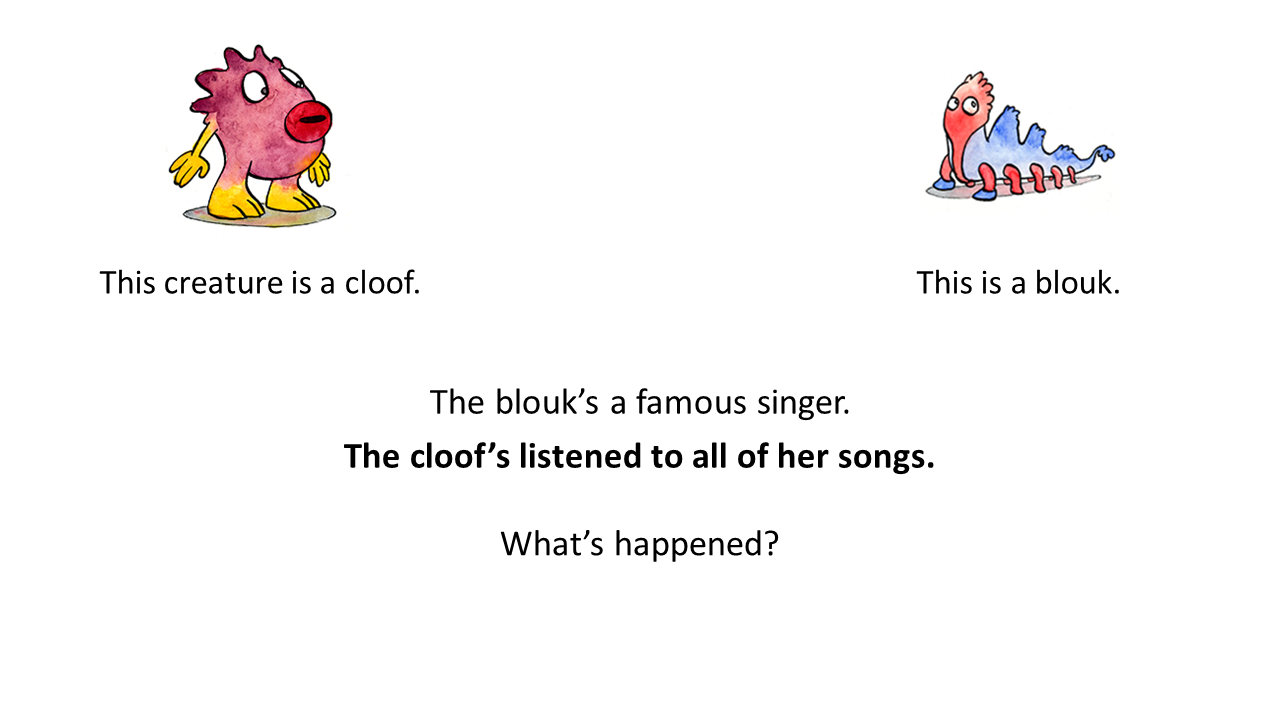 This creature is a cloof.
This is a blouk.
The blouk’s a famous singer.
The cloof’s listened to all of her songs.
What’s happened?